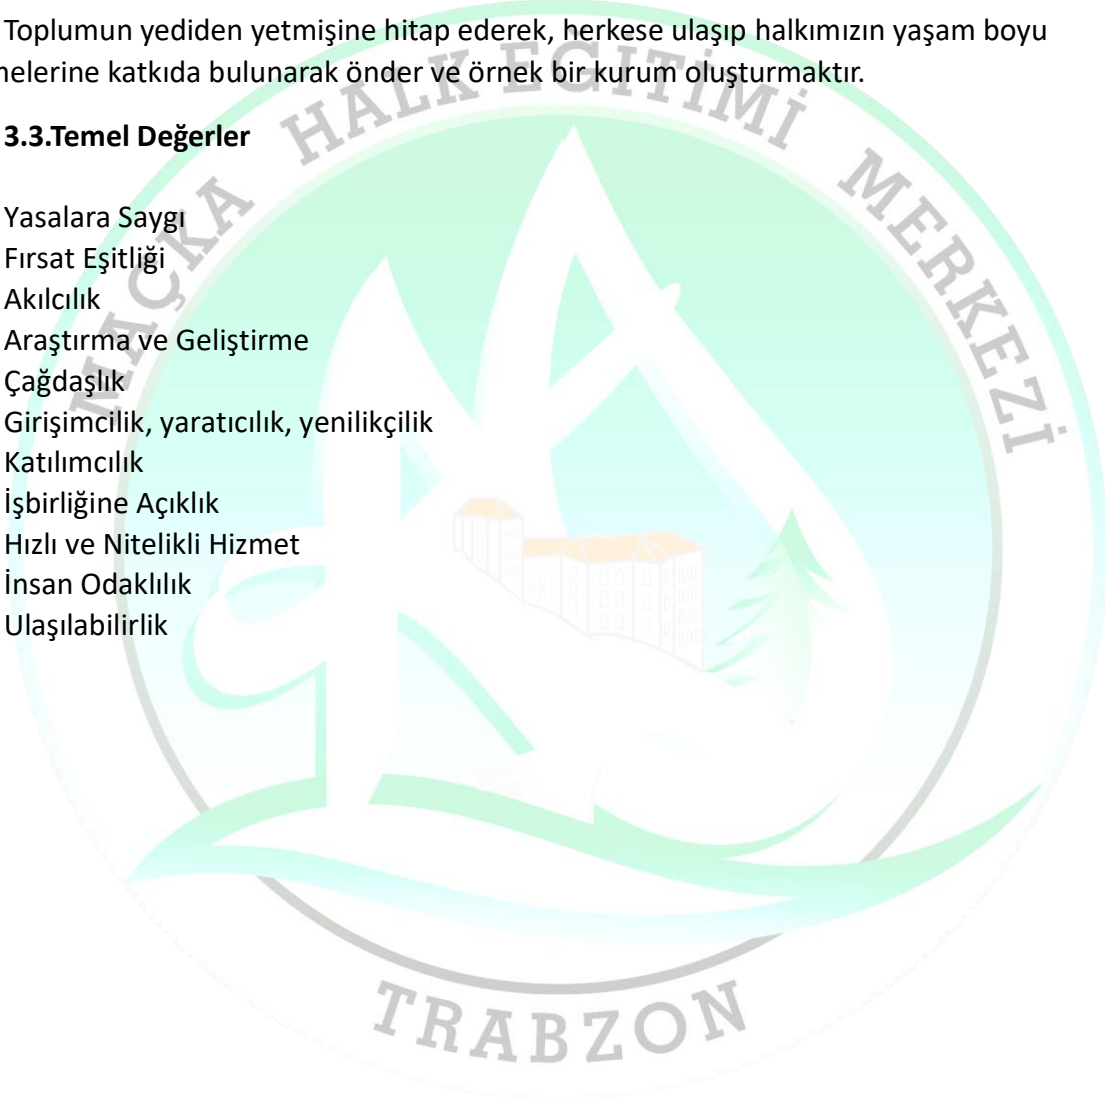 Toplumun yediden yetmişine hitap ederek, herkese ulaşıp halkımızın yaşam boyu
melerine katkıda bulunarak önder ve örnek bir kurum oluşturmaktır.
3.3.Temel Değerler
Yasalara Saygı
Fırsat Eşitliği
Akılcılık
Araştırma ve Geliştirme
Çağdaşlık
Girişimcilik, yaratıcılık, yenilikçilik
Katılımcılık
İşbirliğine Açıklık
Hızlı ve Nitelikli Hizmet
İnsan Odaklılık
Ulaşılabilirlik
MAÇKA HALK EĞİTİMİ MERKEZİ
TRABZON